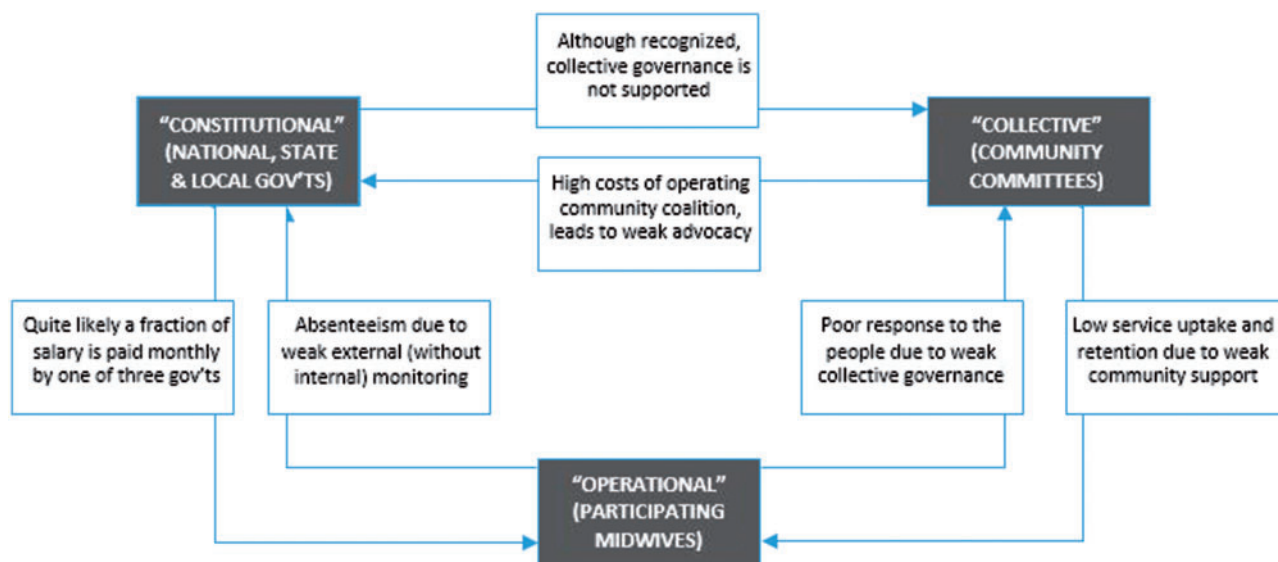 Although recognized,
collective governance is
not supported
“CONSTITUTIONAL”
(NATIONAL, STATE
& LOCAL GOV’TS)
“COLLECTIVE”
(COMMUNITY
COMMITTEES)
High costs of operating
community coalition,
leads to weak advocacy
Quite likely a fraction of
salary is paid monthly
by one of three gov’ts
Absenteeism due to
weak external (without
internal) monitoring
Poor response to the
people due to weak
collective governance
Low service uptake and
retention due to weak
community support
“OPERATIONAL”
(PARTICIPATING
MIDWIVES)